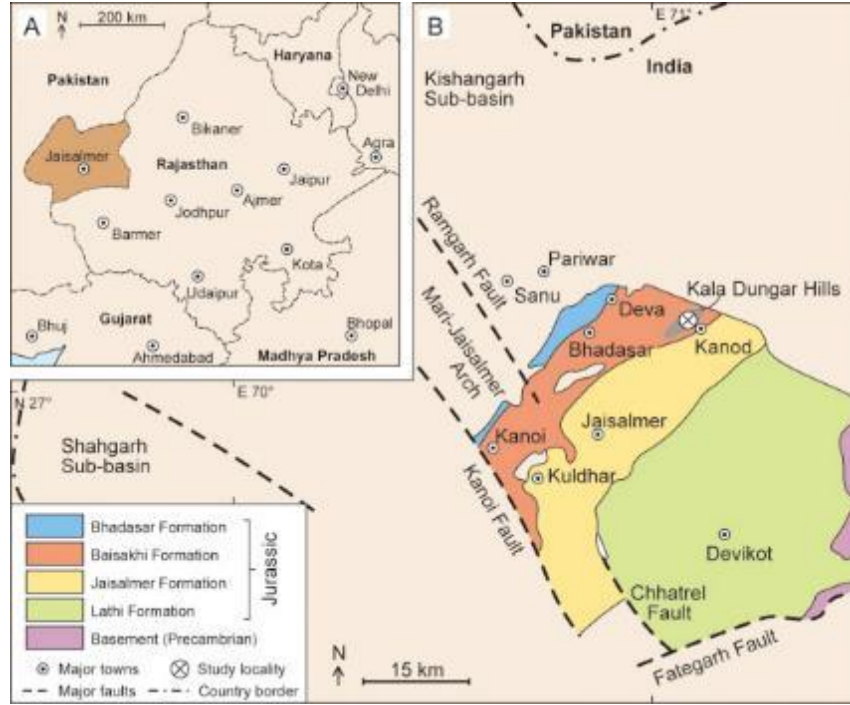 A
N
200 km
Haryana
Pakistan
New
Delhi
Bikaner
Agra
Jaisalmer
Rajasthan
Jaipur
Ajmer
Jodhpur
Barmer
Kota
Udaipur
Gujarat
Bhuj
Bhopal
Ahmedabad
Madhya Pradesh
B
E 71°
Pakistan
India
Kishangarh
Sub-basin
Ramgarh Fault
Pariwar
Sanu
Kala Dungar Hills
Deva
Mari-Jaisalmer
Arch
Bhadasar
Kanod
N 27°
E 70°
Jaisalmer
Shahgarh
Sub-basin
Kanoi
Kuldhar
Kanoi Fault
Devikot
Chhatrel
Fault
Fategarh Fault
N
15 km
Bhadasar Formation
Baisakhi Formation
Jaisalmer Formation
Lathi Formation
Jurassic
Basement (Precambrian)
Major towns
Study locality
Major faults
Country border